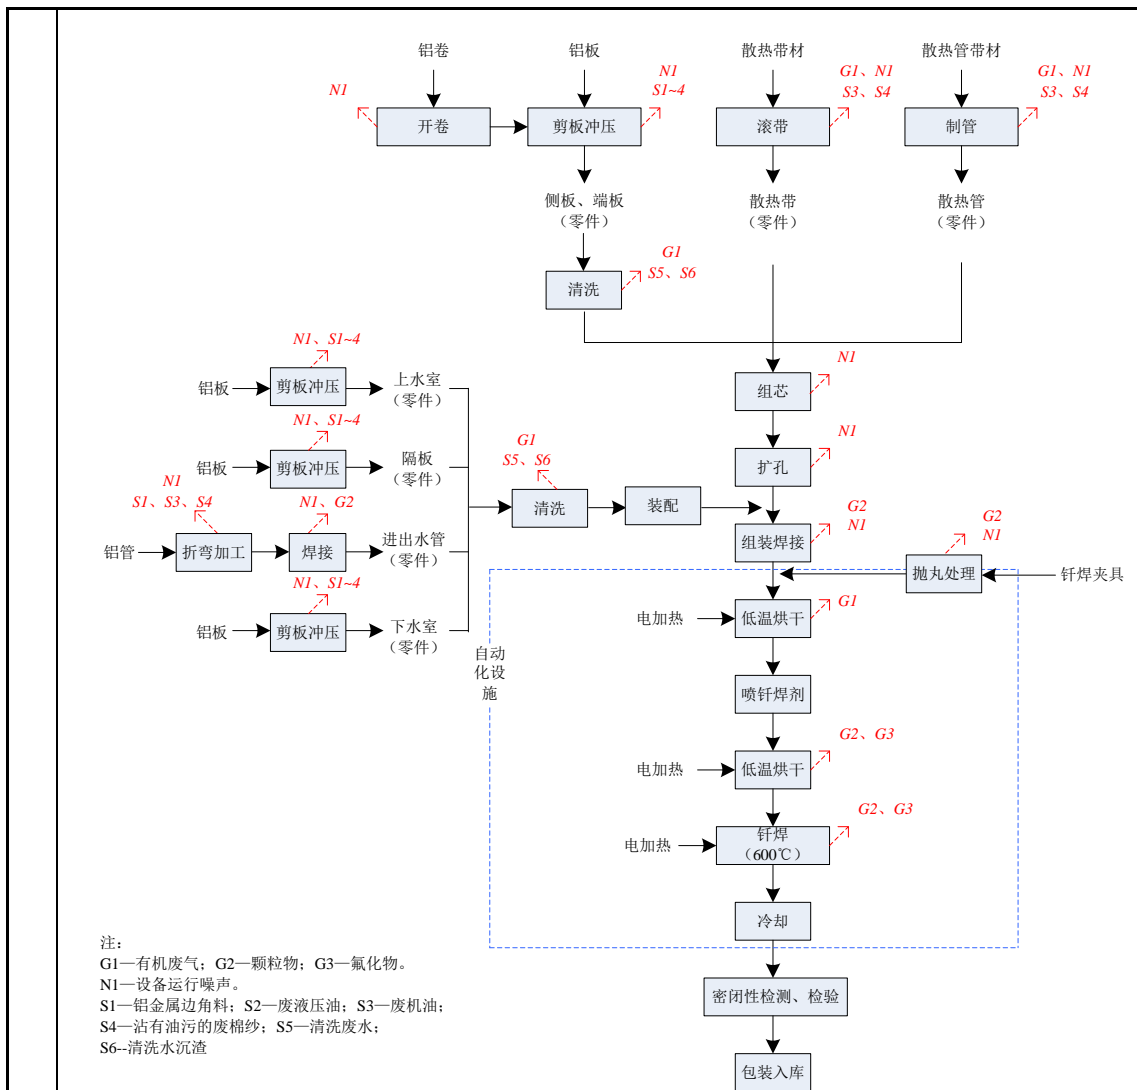 铝卷
铝板
散热带材
散热管带材
N1
N1
S1~4
G1、N1
S3、S4
G1、N1
S3、S4
开卷
剪板冲压
滚带
制管
侧板、端板
（零件）
散热带
（零件）
散热管
（零件）
G1
S5、S6
清洗
N1、S1~4
铝板
剪板冲压
上水室
（零件）
N1
组芯
N1、S1~4
铝板
剪板冲压
隔板
（零件）
G1
S5、S6
N1
扩孔
N1
S1、S3、S4
N1、G2
清洗
装配
G2
N1
铝管
折弯加工
焊接
进出水管
（零件）
组装焊接
G2
N1
抛丸处理
钎焊夹具
N1、S1~4
铝板
剪板冲压
下水室
（零件）
电加热
低温烘干
G1
自动
化设
施
喷钎焊剂
G2、G3
电加热
低温烘干
G2、G3
电加热
钎焊
（600℃）
冷却
注：
G1—有机废气；G2—颗粒物；G3—氟化物。
N1—设备运行噪声。
S1—铝金属边角料；S2—废液压油；S3—废机油；
S4—沾有油污的废棉纱；S5—清洗废水；
S6--清洗水沉渣
密闭性检测、检验
包装入库